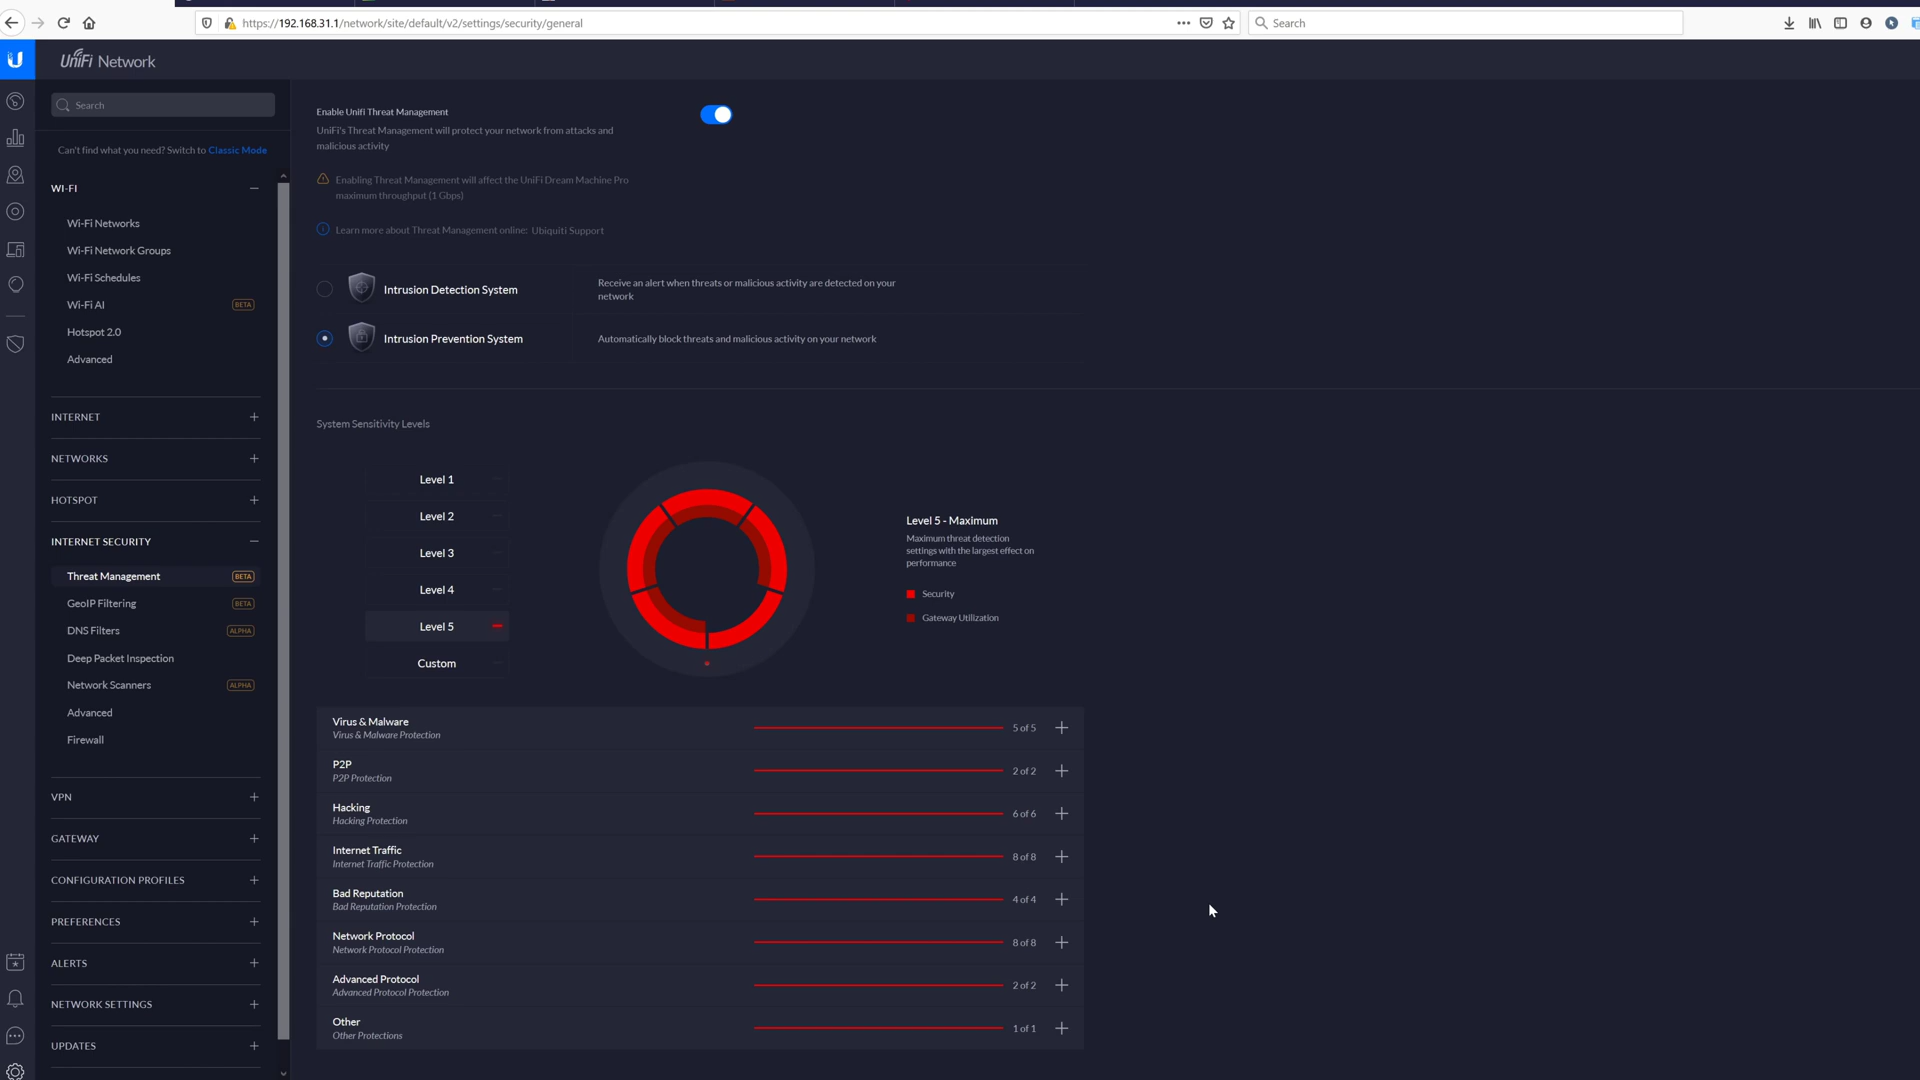 https://192.168.31.1/network/site/default/v2/settings/security/general
Search
UniFi Network
Search
Can't find what you need? Switch to Classic Mode
WI-FI
Wi-Fi Networks
Wi-Fi Network Groups
Wi-Fi Schedules
Wi-Fi AI BETA
Hotspot 2.0
Advanced
INTERNET
NETWORKS
HOTSPOT
INTERNET SECURITY
Threat Management BETA
GeoIP Filtering BETA
DNS Filters ALPHA
Deep Packet Inspection
Network Scanners ALPHA
Advanced
Firewall
VPN
GATEWAY
CONFIGURATION PROFILES
PREFERENCES
ALERTS
NETWORK SETTINGS
UPDATES
Enable Unifi Threat Management
UniFi's Threat Management will protect your network from attacks and
malicious activity
Enabling Threat Management will affect the UniFi Dream Machine Pro
maximum throughput (1 Gbps)
Learn more about Threat Management online: Ubiquiti Support
Intrusion Detection System
Receive an alert when threats or malicious activity are detected on your
network
Intrusion Prevention System
Automatically block threats and malicious activity on your network
System Sensitivity Levels
Level 1
Level 2
Level 3
Level 4
Level 5
Custom
Level 5 - Maximum
Maximum threat detection
settings with the largest effect on
performance
Security
Gateway Utilization
Virus & Malware
Virus & Malware Protection
5 of 5
P2P
P2P Protection
2 of 2
Hacking
Hacking Protection
6 of 6
Internet Traffic
Internet Traffic Protection
8 of 8
Bad Reputation
Bad Reputation Protection
4 of 4
Network Protocol
Network Protocol Protection
8 of 8
Advanced Protocol
Advanced Protocol Protection
2 of 2
Other
Other Protections
1 of 1